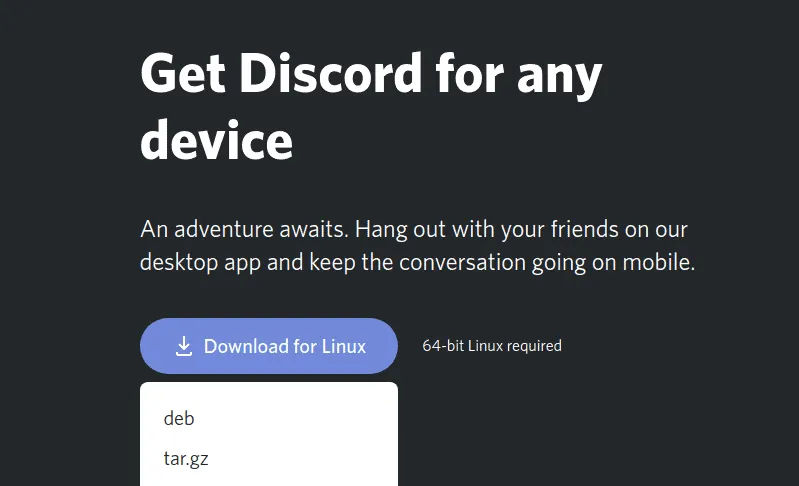 Get Discord for any
device
An adventure awaits. Hang out with your friends on our
desktop app and keep the conversation going on mobile.
Download for Linux
64-bit Linux required
deb
tar.gz